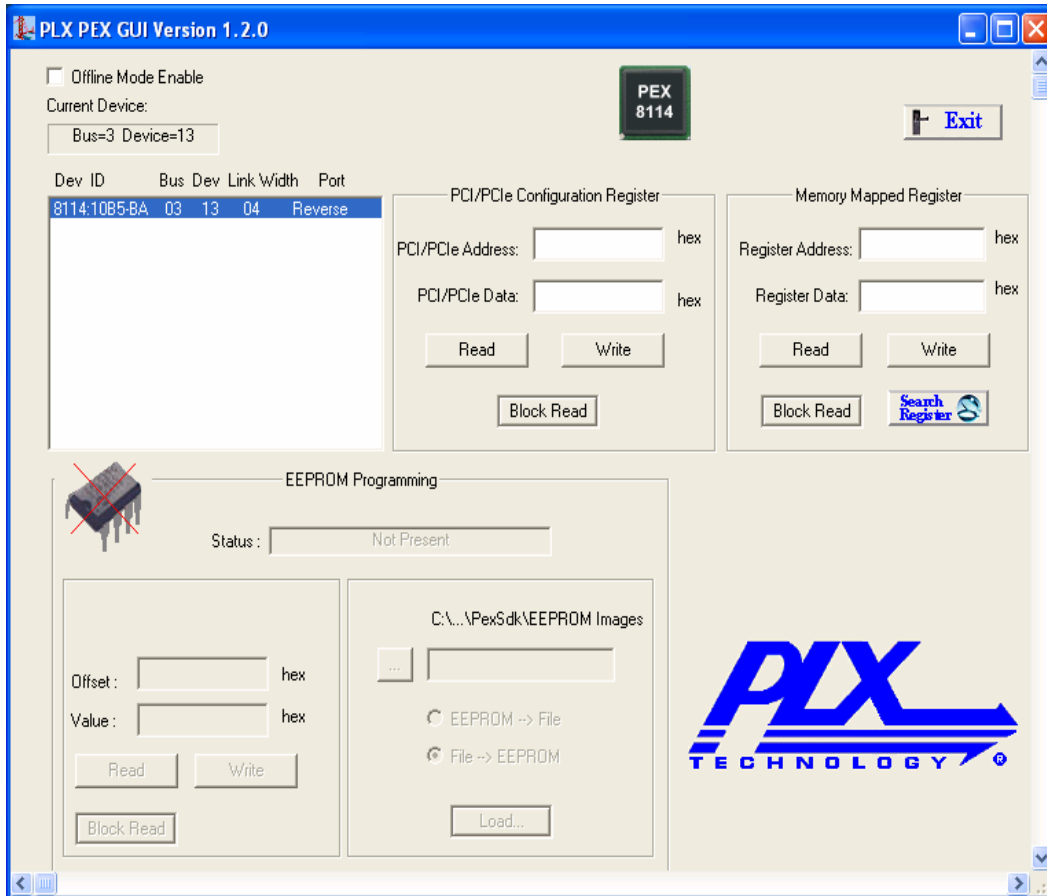 PLX PEX GUI Version 1.2.0
Offline Mode Enable
Current Device:
Bus=3 Device=13
PEX
8114
Exit
Dev ID Bus Dev Link Width Port
8114:10B5-BA 03 13 04 Reverse
PCI/PCIe Configuration Register
PCI/PCIe Address: hex
PCI/PCIe Data: hex
Read Write
Block Read
Memory Mapped Register
Register Address: hex
Register Data: hex
Read Write
Block Read Search
Register
EEPROM Programming
Status : Not Present
Offset : hex
Value : hex
Read Write
Block Read
C:\...\PexSdk\EEPROM Images
...
EEPROM --> File
File --> EEPROM
Load...
PLX
TECHNOLOGY ®